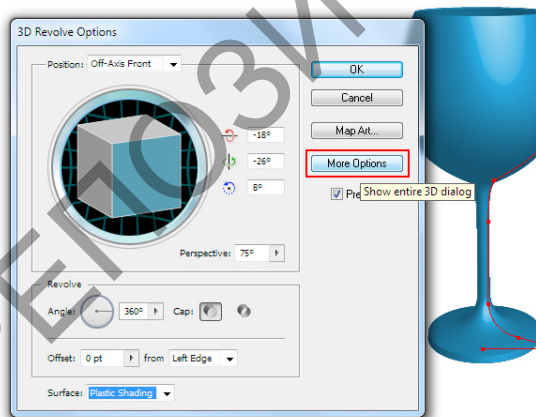 3D Revolve Options
Position: Off-Axis Front
OK
Cancel
Map Art...
More Options
Show entire 3D dialog
-18°
-26°
8°
Perspective: 75°
Revolve
Angle: 360° Cap:
Offset: 0 pt from Left Edge
Surface: Plastic Shading
ЕПОЗИ